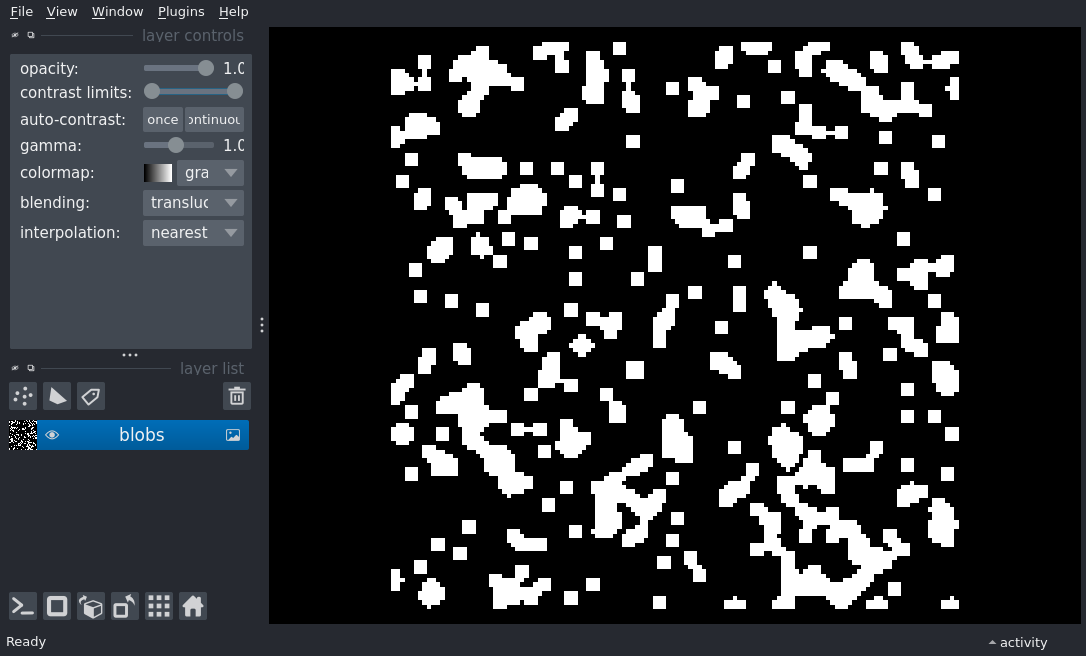 File View Window Plugins Help
layer controls
opacity: 1.0
contrast limits:
auto-contrast: once ontinuou
gamma: 1.0
colormap: gra
blending: transluc
interpolation: nearest
layer list
blobs
Ready
activity